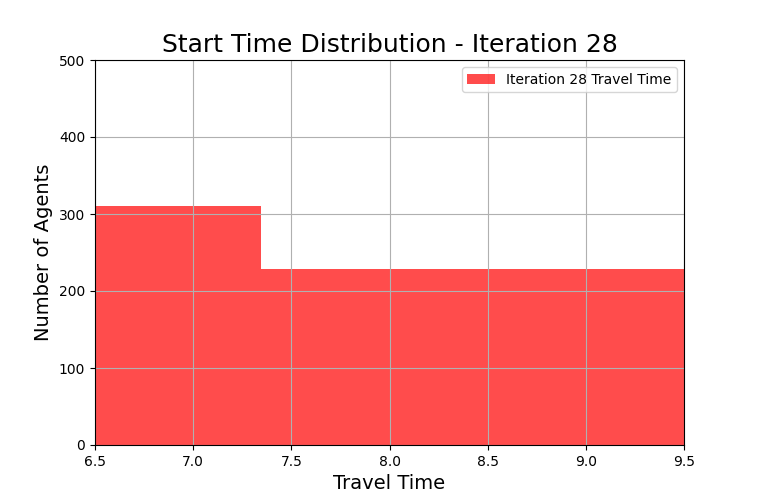 Start Time Distribution - Iteration 28
Iteration 28 Travel Time
Number of Agents
500
400
300
200
100
0
6.5 7.0 7.5 8.0 8.5 9.0 9.5
Travel Time